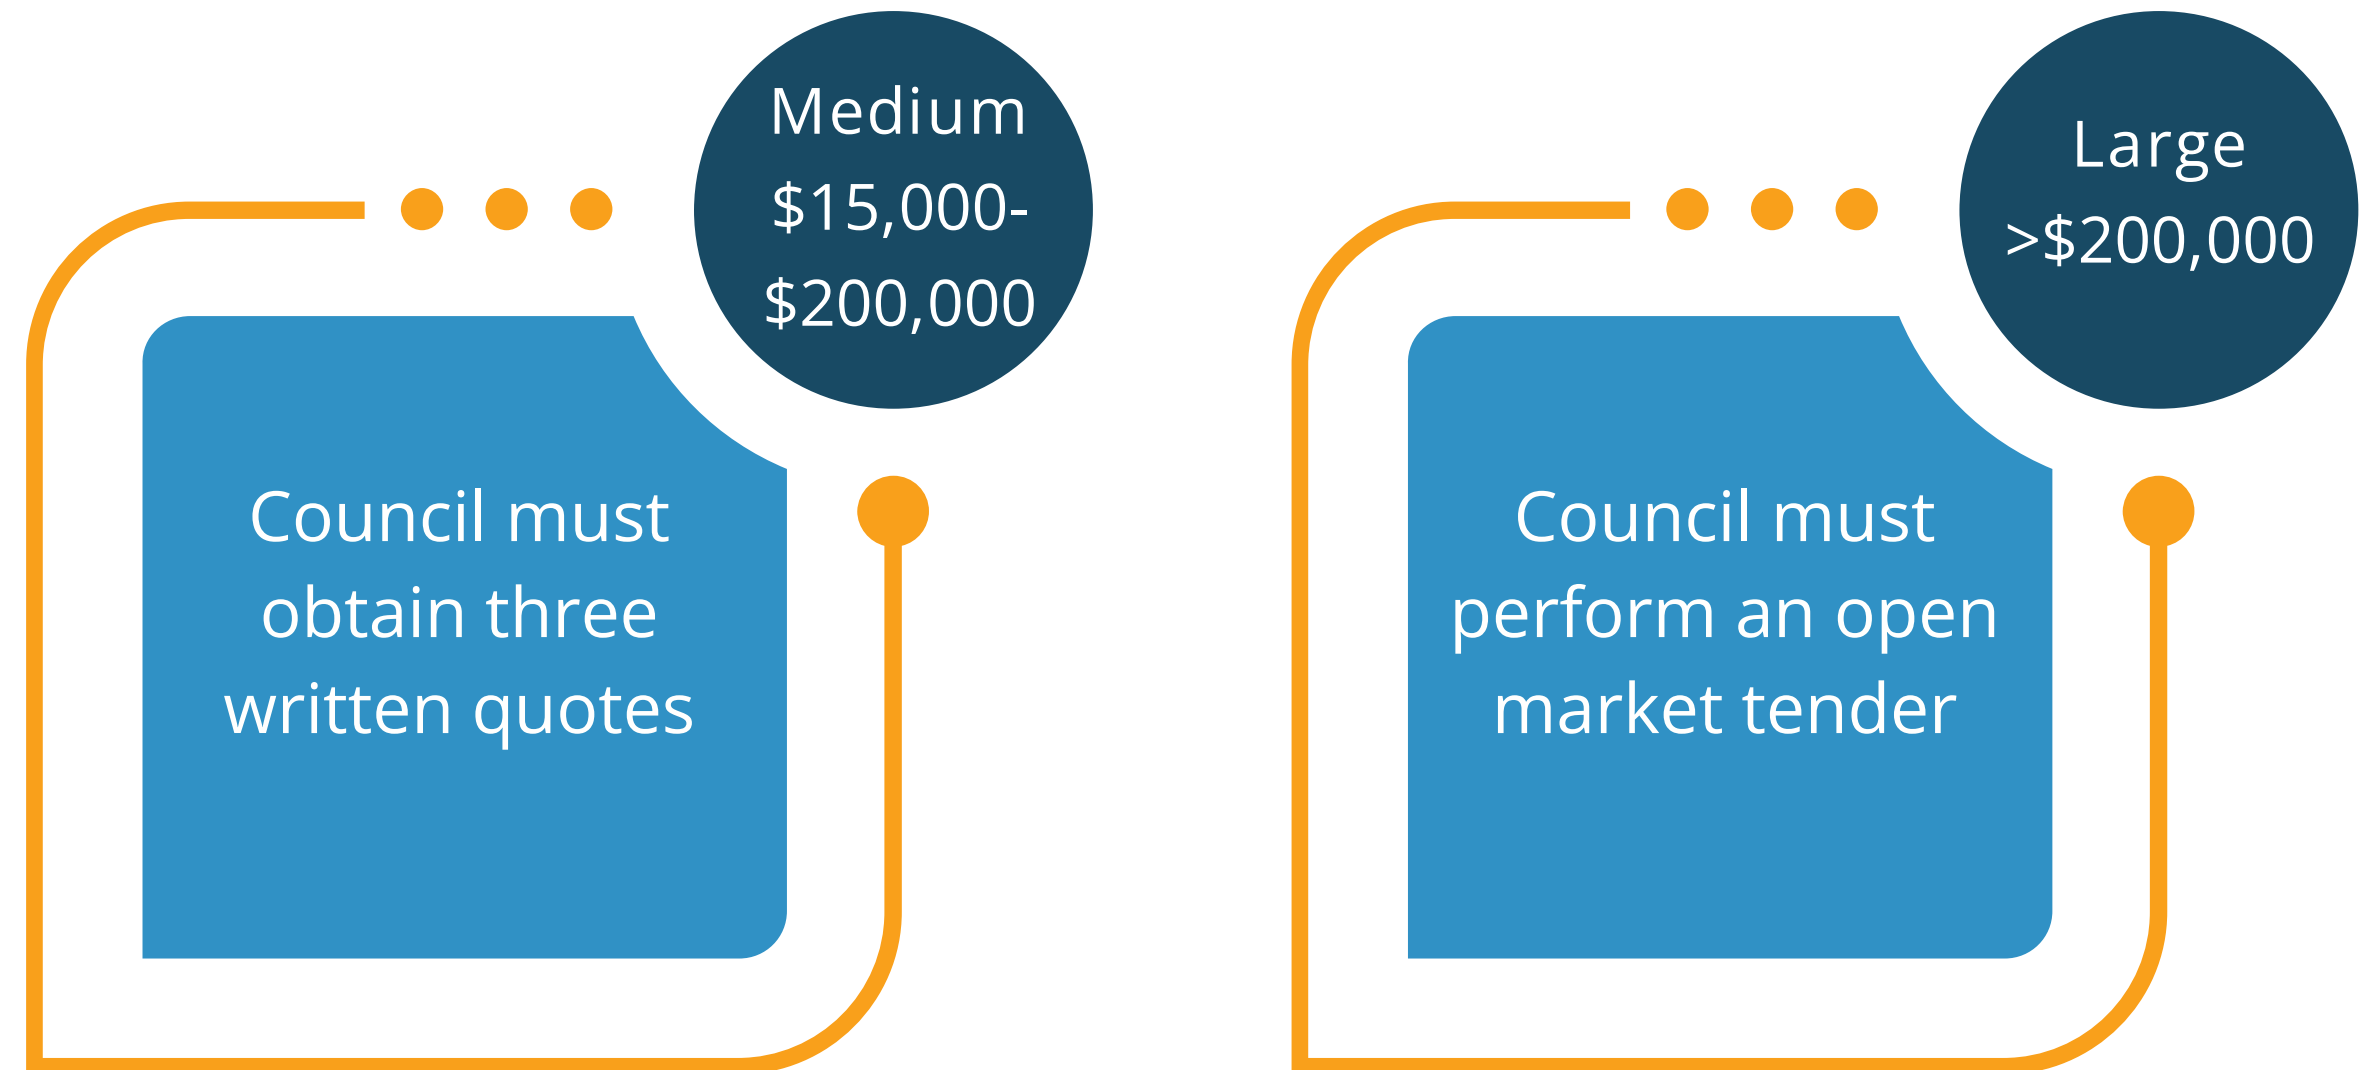 Medium
$15,000-
$200,000
Council must
obtain three
written quotes
Large
>$200,000
Council must
perform an open
market tender